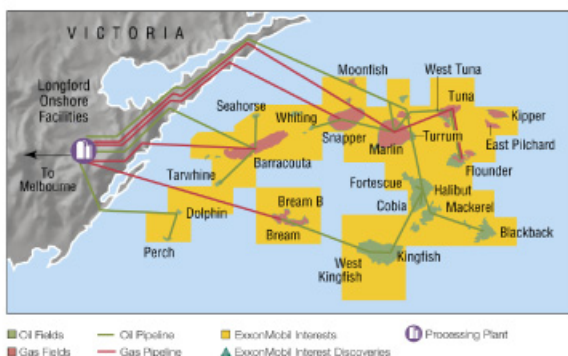 VICTORIA
Longford
Onshore
Facilities
To
Melbourne
Moonfish
West Tuna
Tuna
Seahorse
Whiting
Snapper
Marlin
Turrum
Kipper
East Pilchard
Flounder
Barracouta
Tarwhine
Fortescue
Halibut
Cobia
Mackerel
Blackback
Dolphin
Perch
Bream B
Bream
West
Kingfish
Kingfish
Oil Fields
Oil Pipeline
ExxonMobil Interests
Processing Plant
Gas Fields
Gas Pipeline
ExxonMobil Interest Discoveries